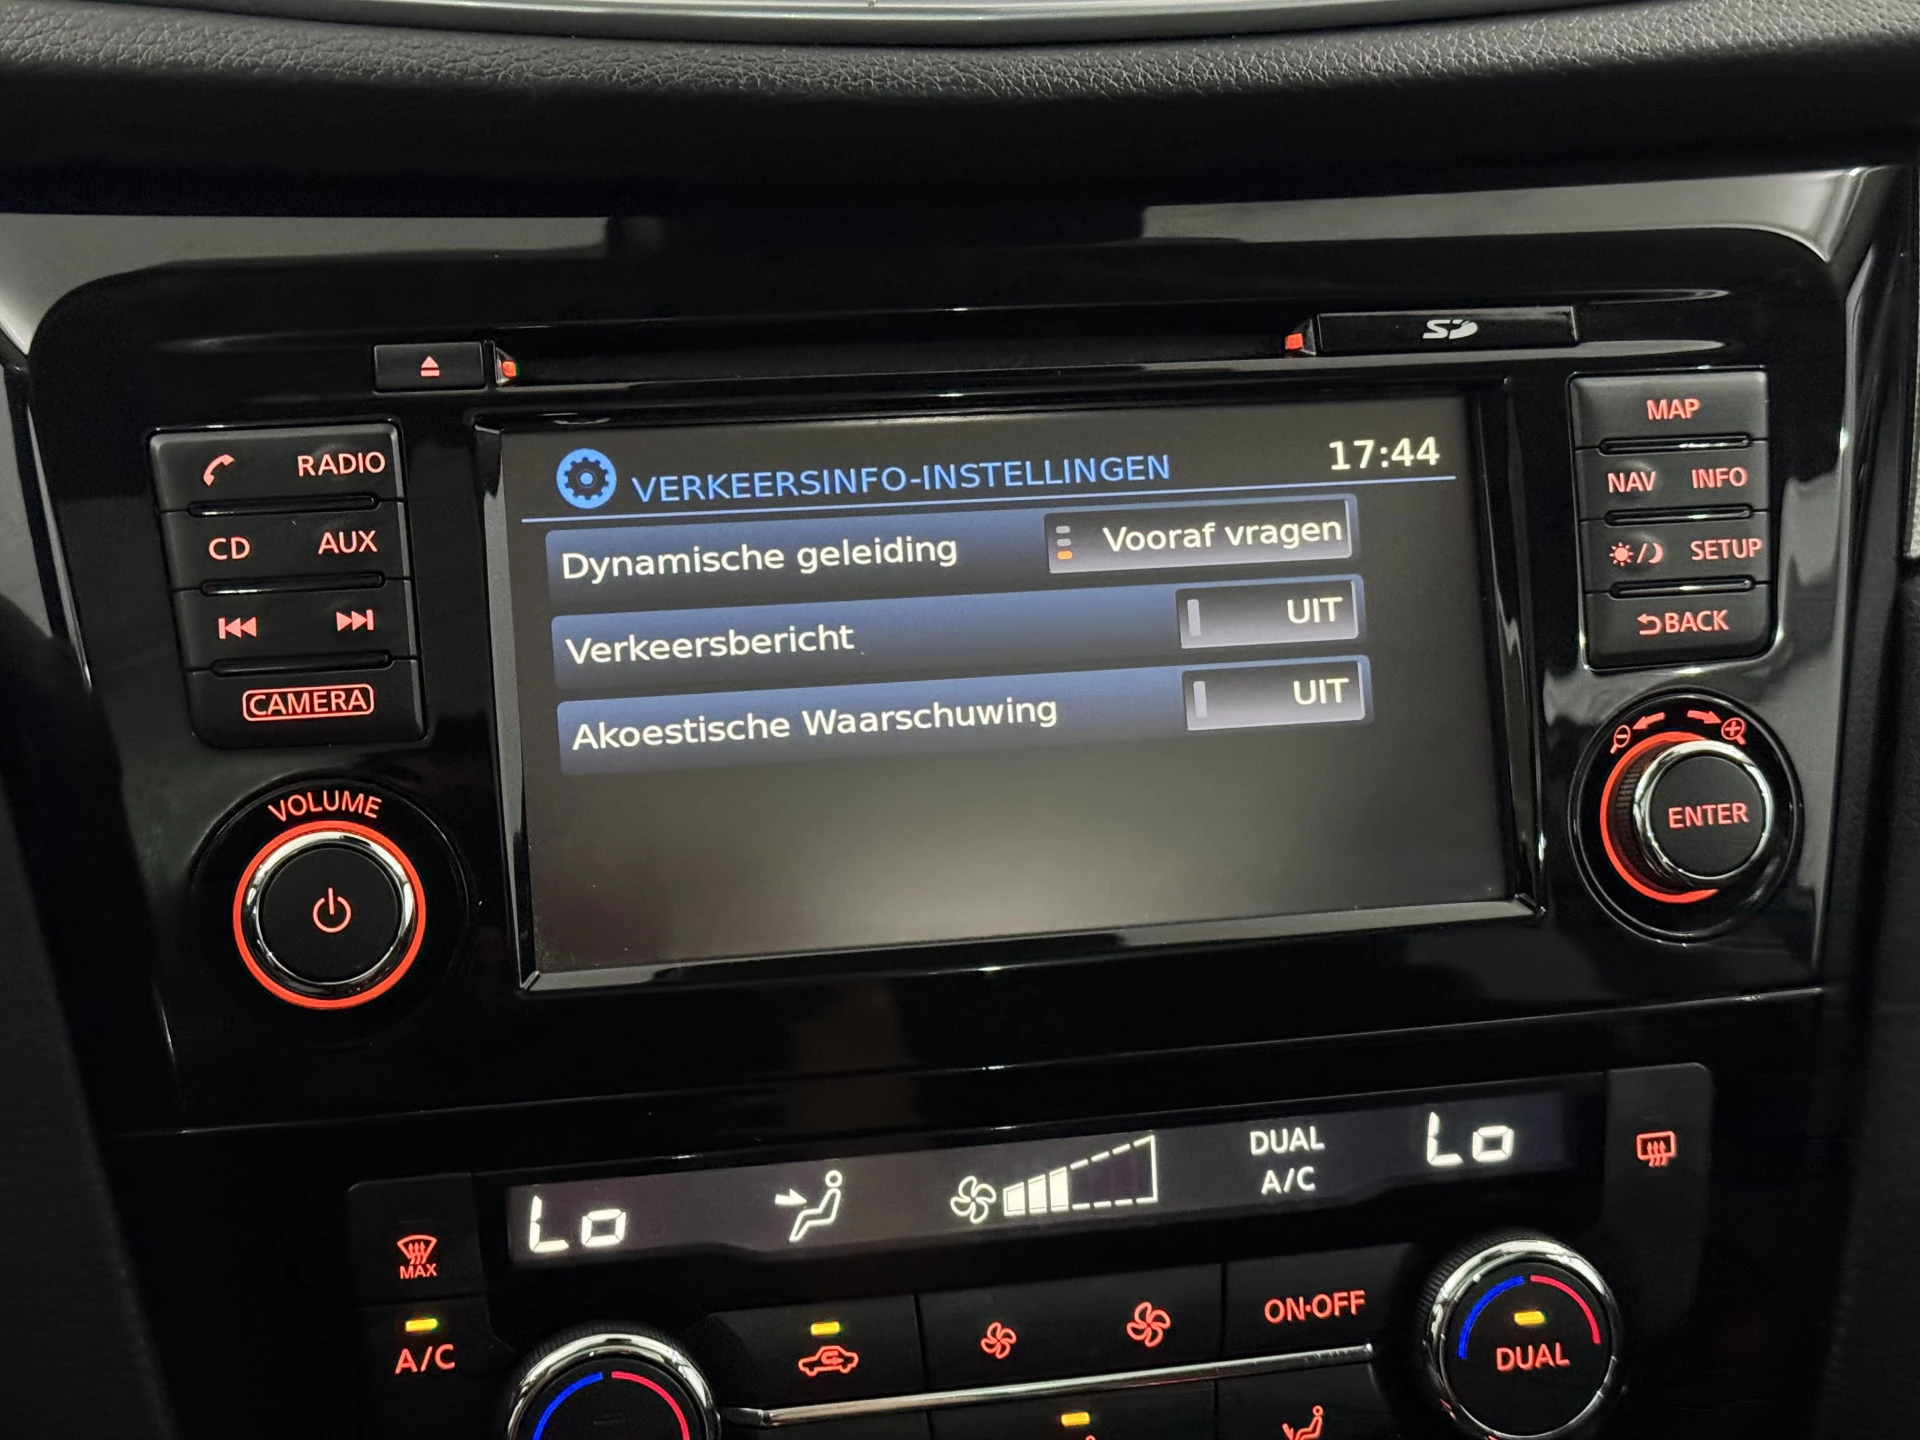 SD
MAP
RADIO
VERKEERSINFO-INSTELLINGEN 17:44
NAV INFO
Dynamische geleiding Vooraf vragen
CD AUX
SETUP
Verkeersbericht UIT
BACK
CAMERA
Akoestische Waarschuwing UIT
VOLUME
ENTER
DUAL
A/C
Lo
Lo
MAX
ON·OFF
A/C
DUAL